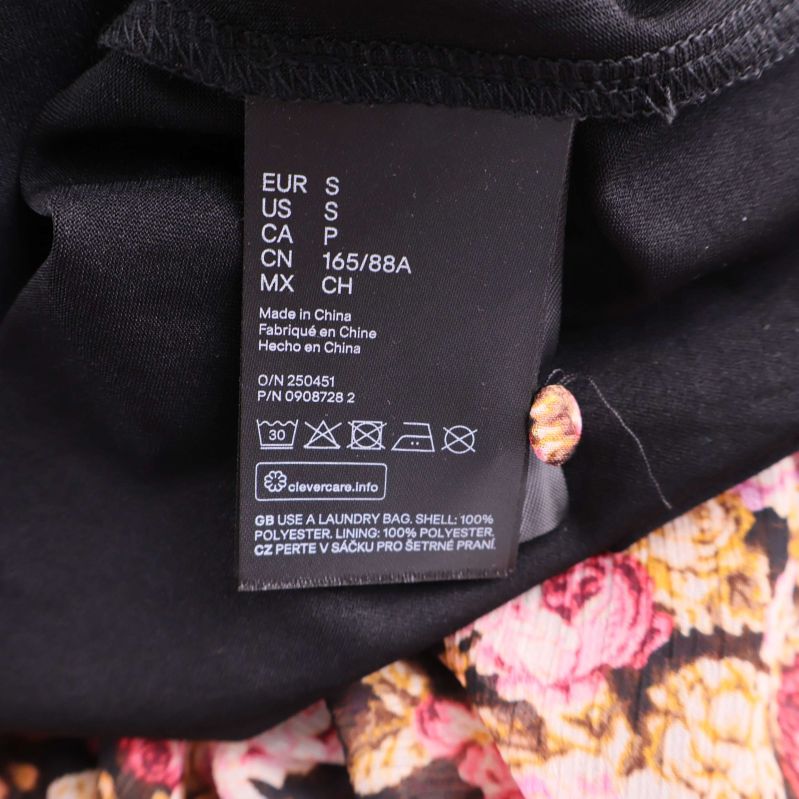 EUR S
US S
CA P
CN 165/88A
MX CH
Made in China
Fabriqué en Chine
Hecho en China
O/N 250451
P/N 0908728 2
30
clevercare.info
GB USE A LAUNDRY BAG. SHELL: 100%
POLYESTER. LINING: 100% POLYESTER.
CZ PERTE V SÁČKU PRO ŠETRNÉ PRANÍ.